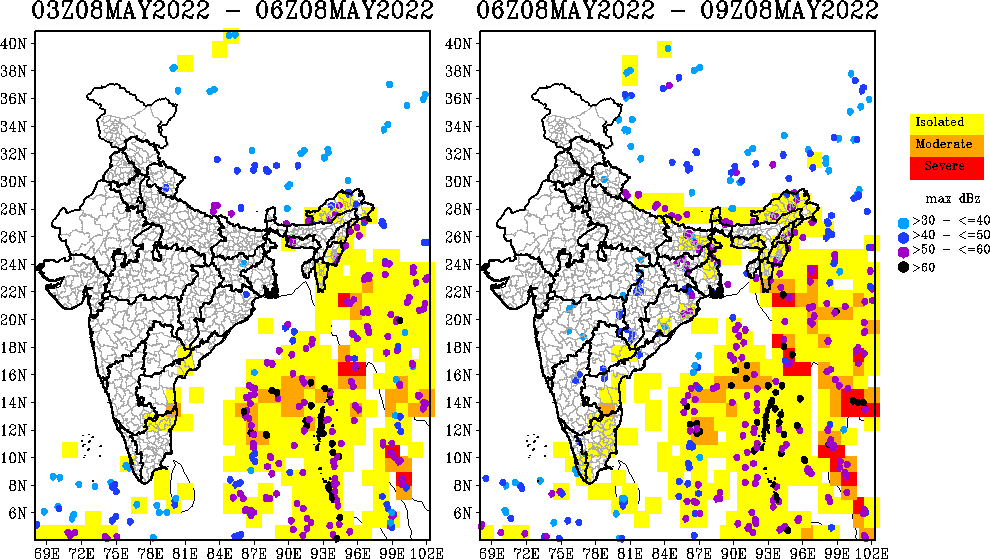 03Z08MAY2022 - 06Z08MAY2022
06Z08MAY2022 - 09Z08MAY2022
40N
38N
36N
34N
32N
30N
28N
26N
24N
22N
20N
18N
16N
14N
12N
10N
8N
6N
69E 72E 75E 78E 81E 84E 87E 90E 93E 96E 99E 102E
40N
38N
36N
34N
32N
30N
28N
26N
24N
22N
20N
18N
16N
14N
12N
10N
8N
6N
69E 72E 75E 78E 81E 84E 87E 90E 93E 96E 99E 102E
Isolated
Moderate
Severe
max dBz
>30 - <=40
>40 - <=50
>50 - <=60
>60